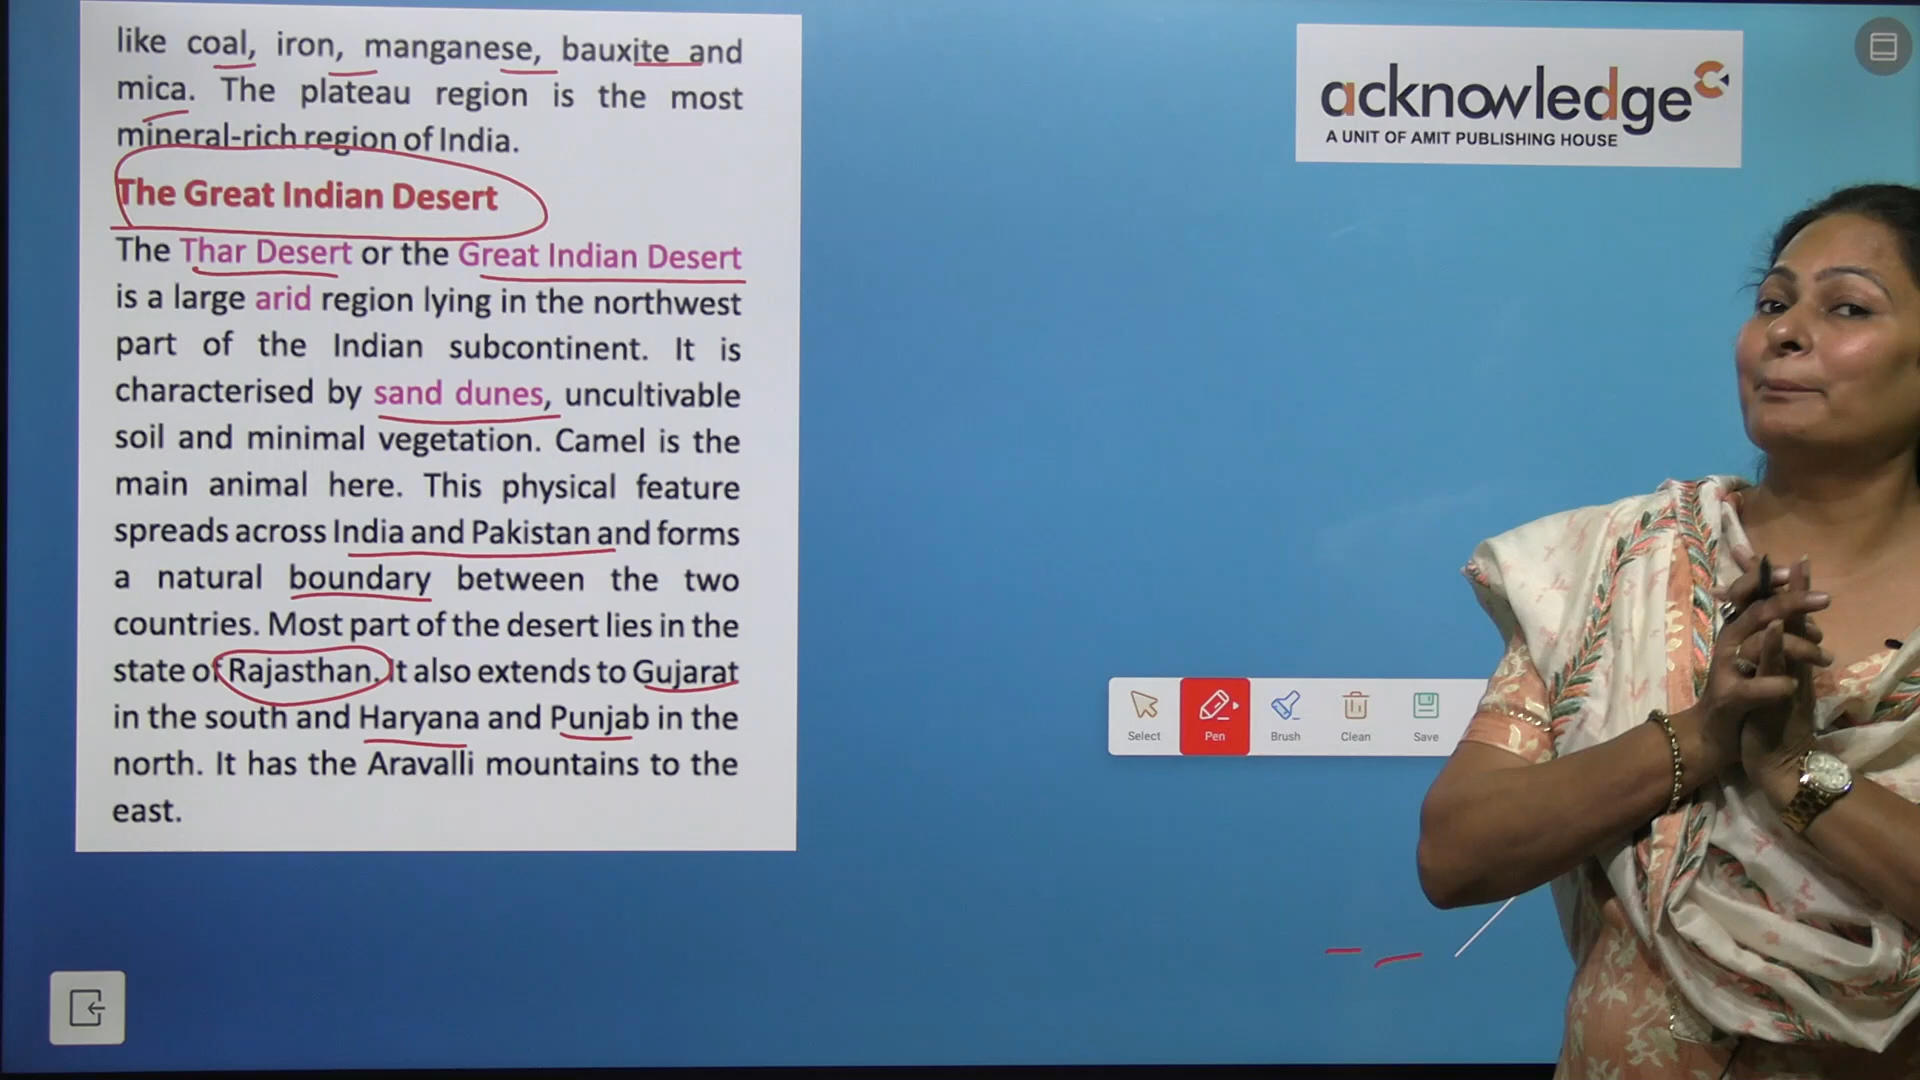 like coal, iron, manganese, bauxite and
mica. The plateau region is the most
mineral-rich region of India.
The Great Indian Desert
The Thar Desert or the Great Indian Desert
is a large arid region lying in the northwest
part of the Indian subcontinent. It is
characterised by sand dunes, uncultivable
soil and minimal vegetation. Camel is the
main animal here. This physical feature
spreads across India and Pakistan and forms
a natural boundary between the two
countries. Most part of the desert lies in the
state of Rajasthan. It also extends to Gujarat
in the south and Haryana and Punjab in the
north. It has the Aravalli mountains to the
east.
acknowledge
A UNIT OF AMIT PUBLISHING HOUSE
Select Pen Brush Clean Save